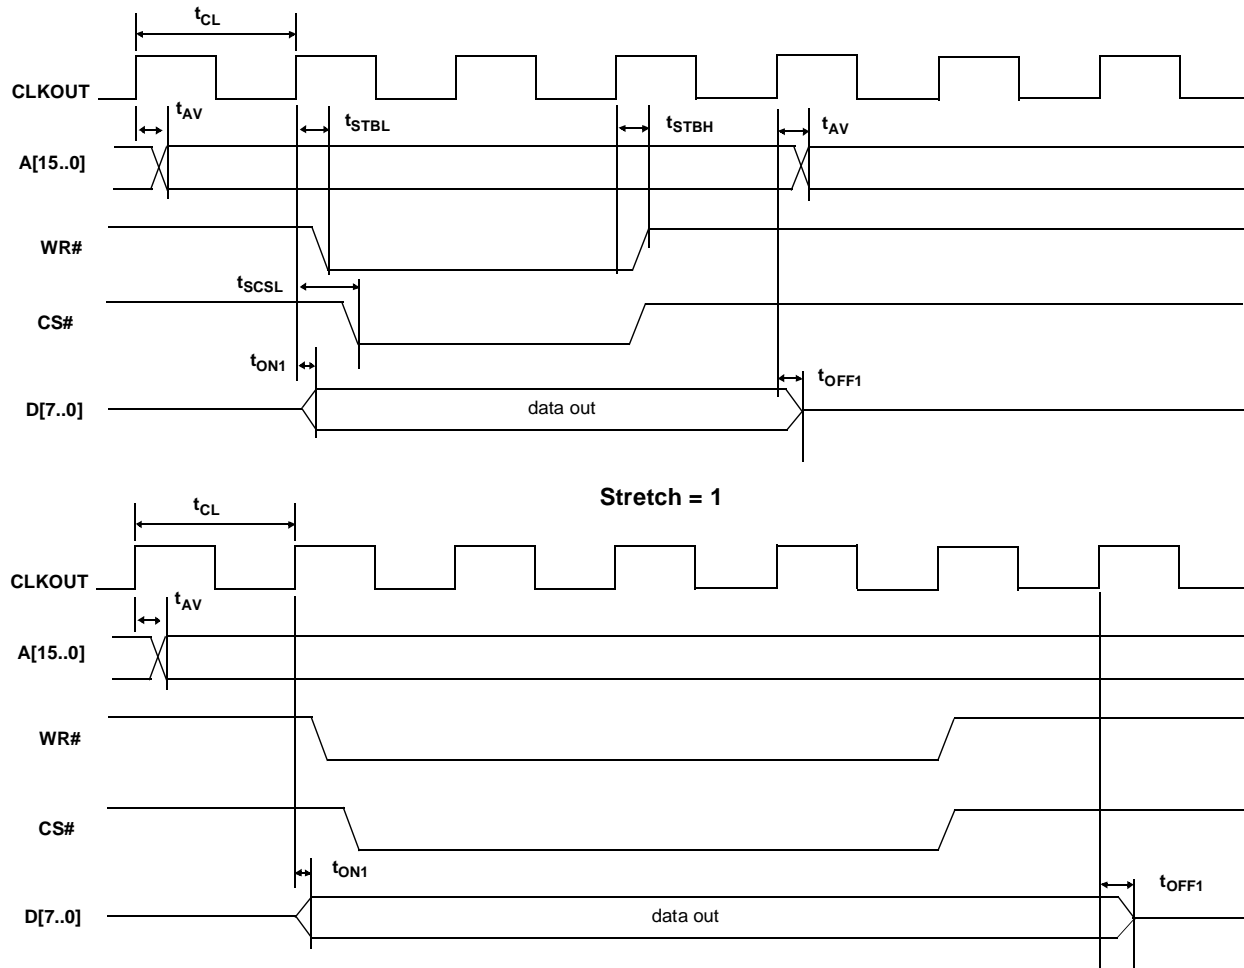 tCL
CLKOUT
tAV
tSTBL
tSTBH
tAV
A[15..0]
WR#
tSCSL
CS#
tON1
tOFF1
D[7..0]
data out
Stretch = 1
tCL
CLKOUT
tAV
A[15..0]
WR#
CS#
tON1
tOFF1
D[7..0]
data out